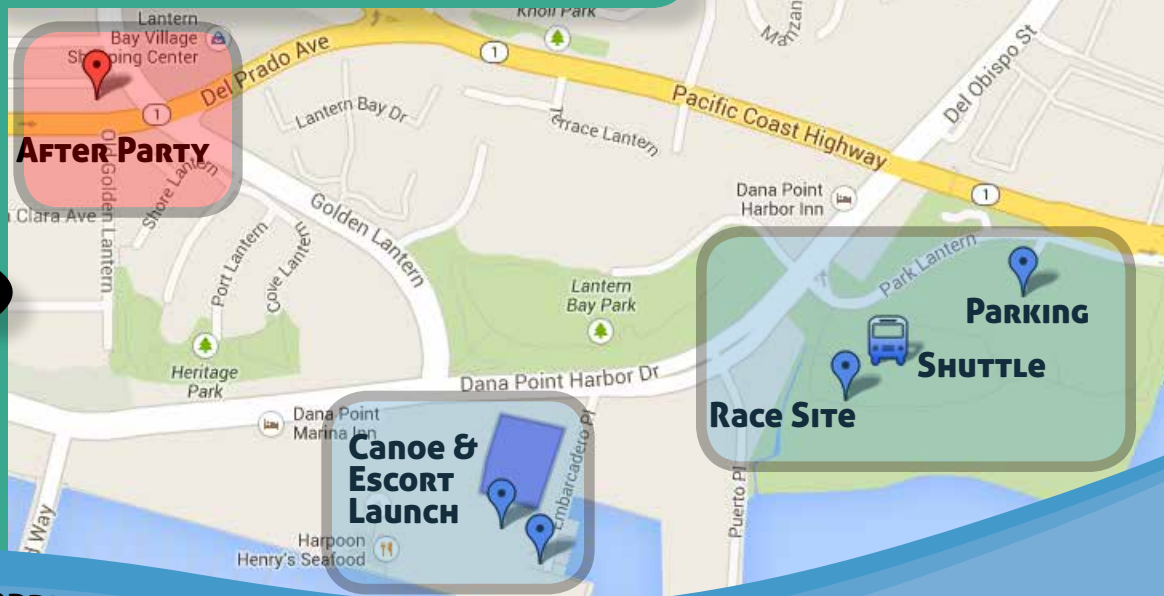 Knoll Park
Lantern
Bay Village
Shopping Center
1
Del Prado Ave
1
Pacific Coast Highway
Del Obispo St
Lantern Bay Dr
Terrace Lantern
1
After Party
Old Golden Lantern
Shore Lantern
Clara Ave
Golden Lantern
Port Lantern
Cove Lantern
Dana Point
Harbor Inn
1
Park Lantern
Parking
Shuttle
Race Site
Lantern
Bay Park
Heritage
Park
Dana Point Harbor Dr
Dana Point
Marina Inn
Canoe &
Escort
Launch
Embarcadero Pl
Puerto Pl
Harpoon
Henry's Seafood
Way